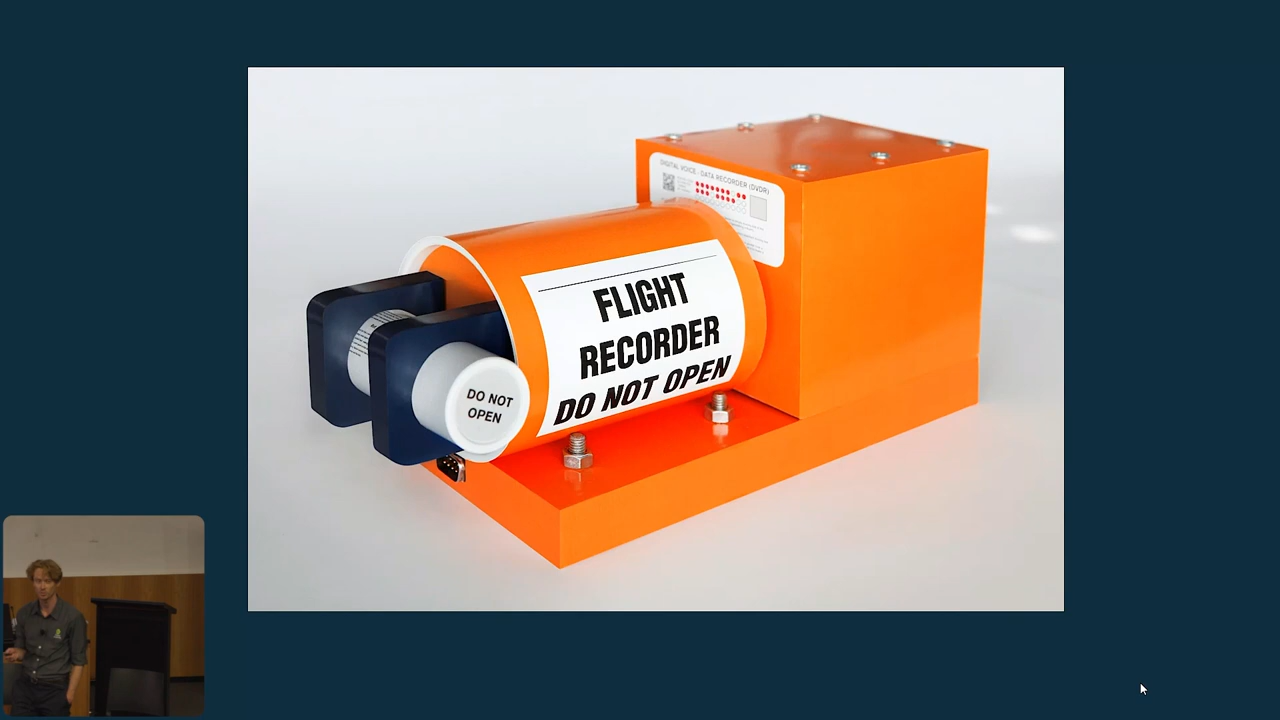 DIGITAL VOICE - DATA RECORDER (DVDR)
FLIGHT
RECORDER
DO NOT OPEN
DO NOT
OPEN